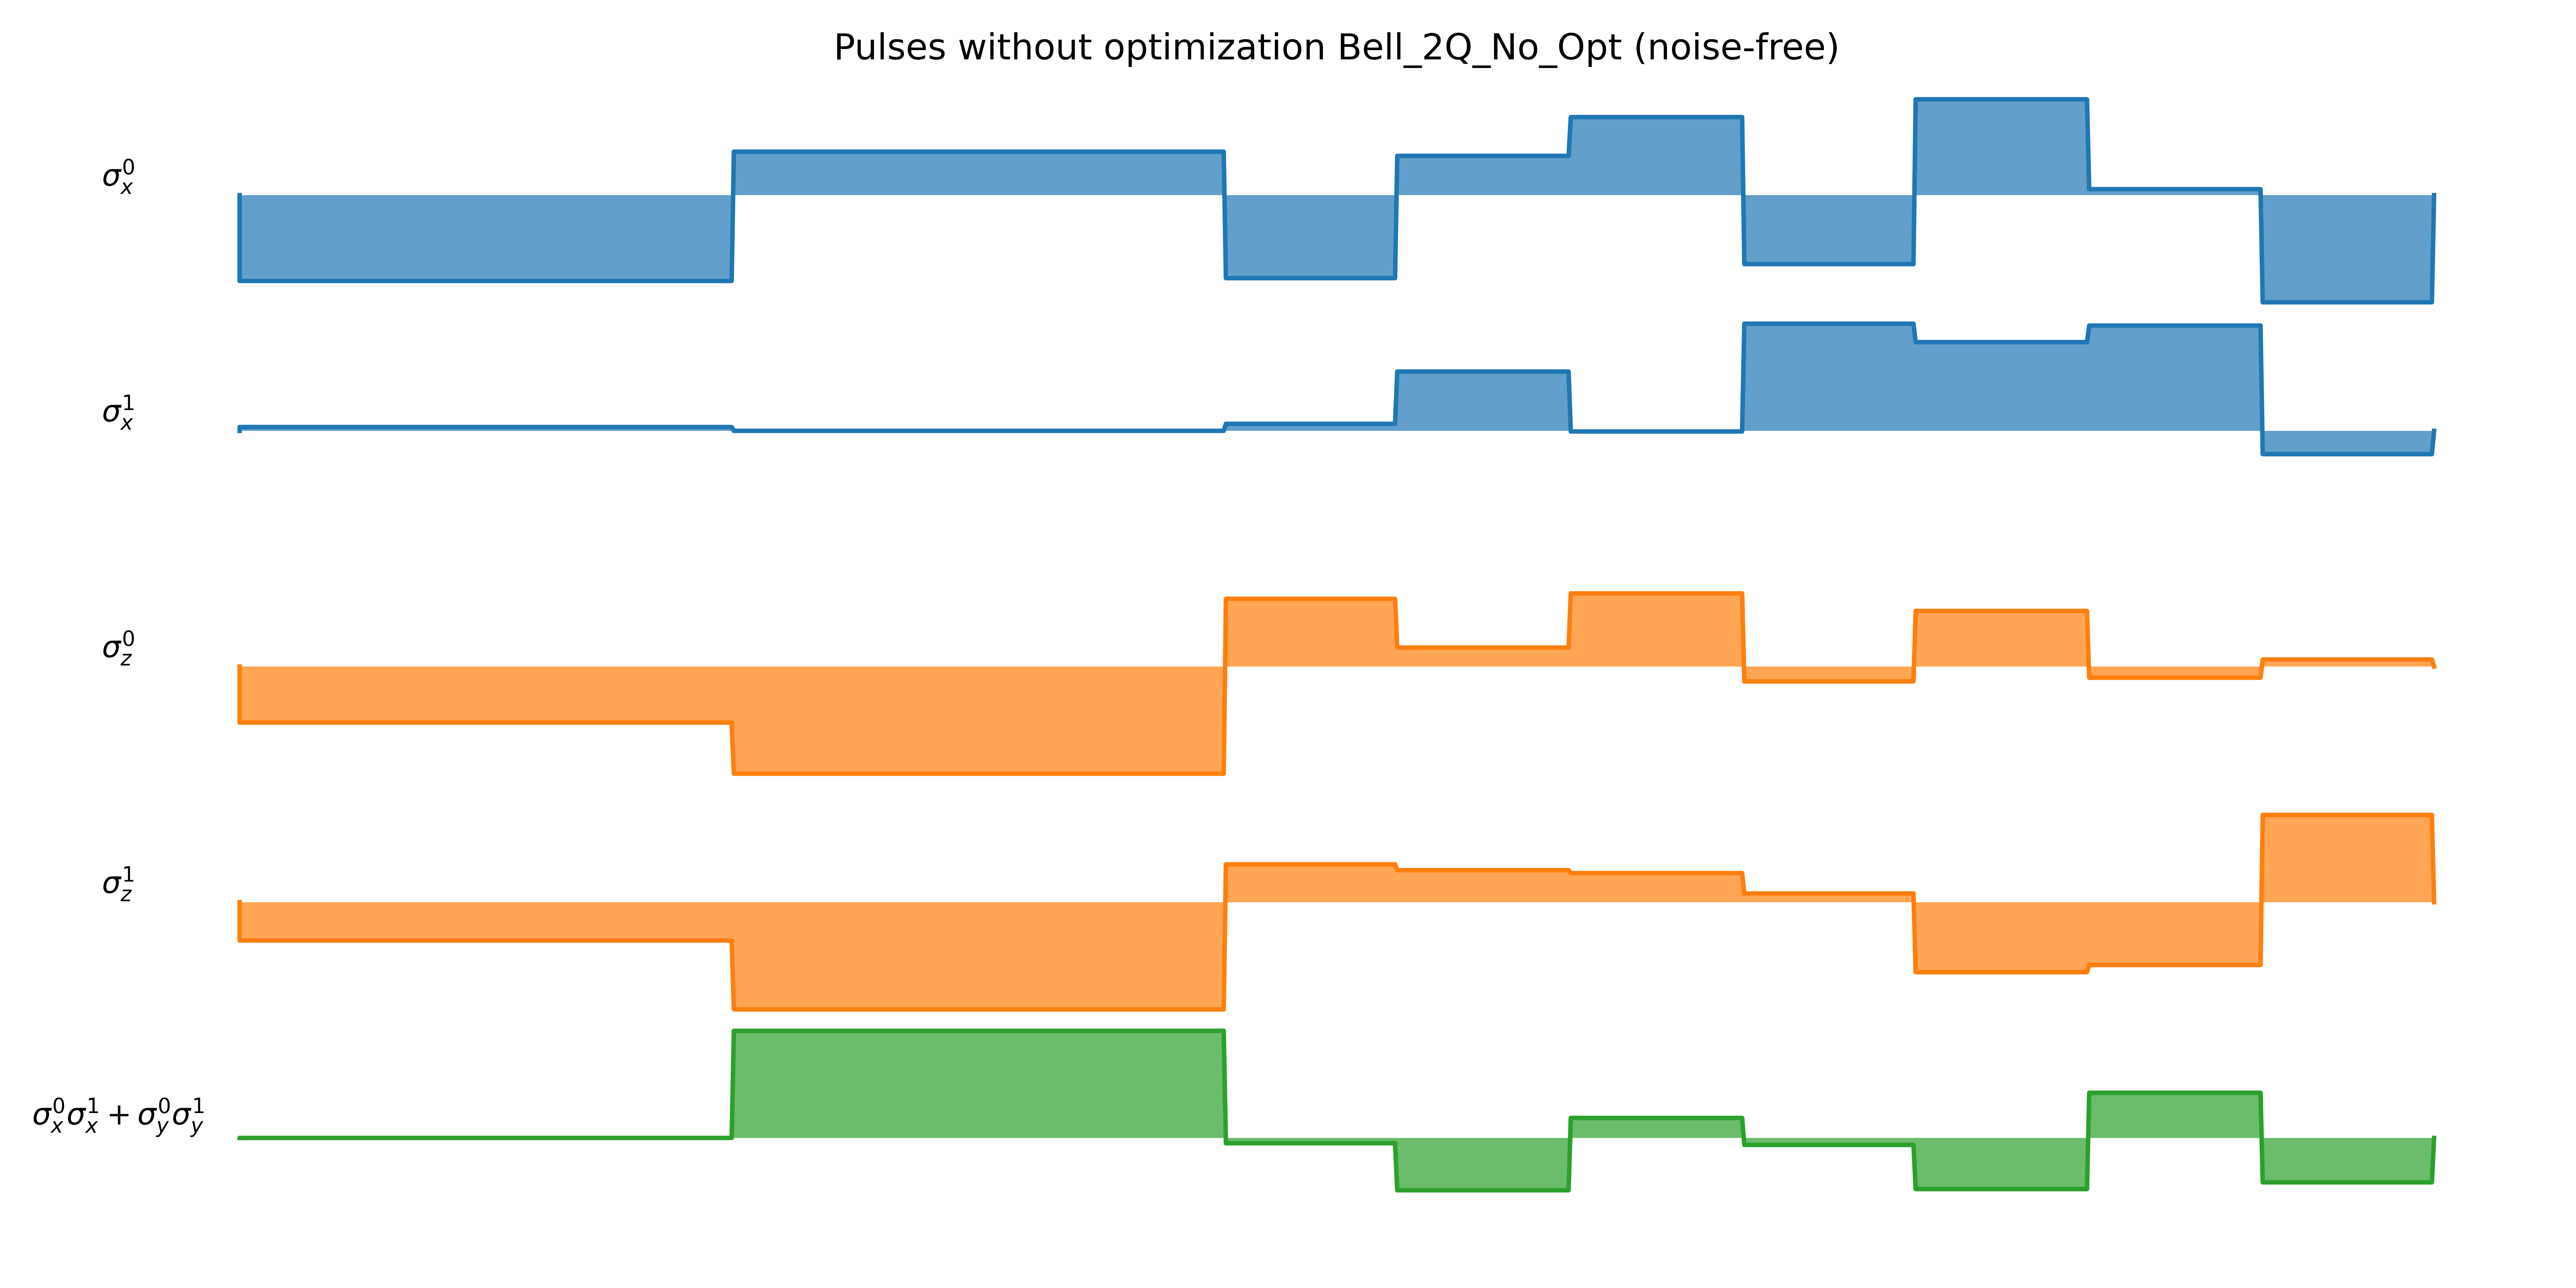 Pulses without optimization Bell_2Q_No_Opt (noise-free)
σ_x^0
σ_x^1
σ_z^0
σ_z^1
σ_x^0σ_x^1 + σ_y^0σ_y^1